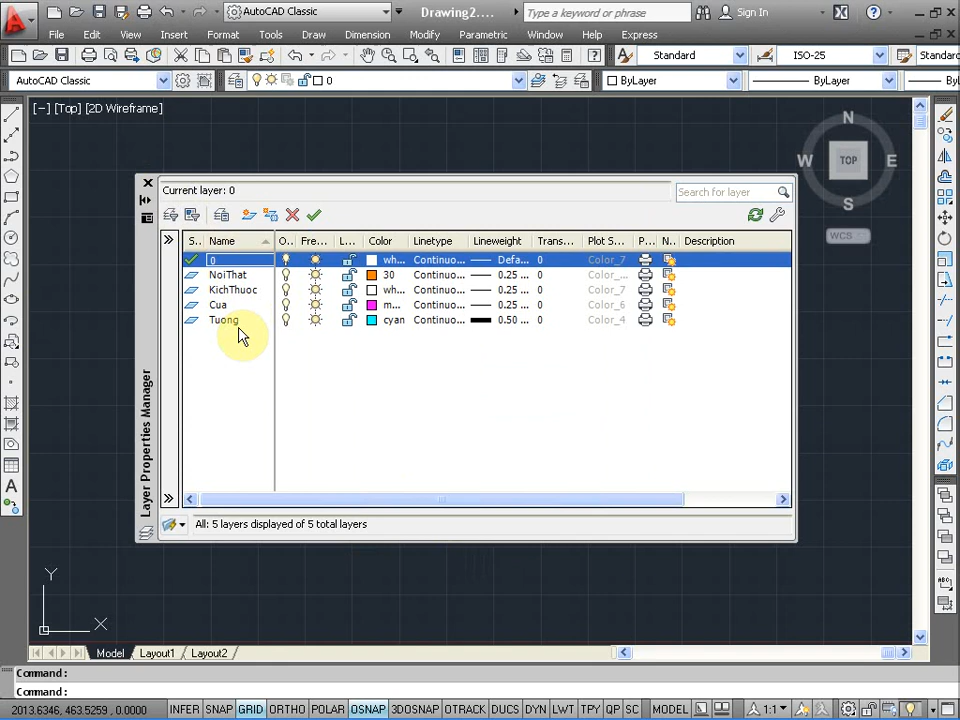 AutoCAD Classic Drawing2.... Type a keyword or phrase Sign In
File Edit View Insert Format Tools Draw Dimension Modify Parametric Window Help Express
Standard ISO-25 Standard
AutoCAD Classic 0 ByLayer ByLayer
[−] [Top] [2D Wireframe]
N
W TOP E
S
WCS
Current layer: 0
Search for layer
S.. Name O.. Fre... L... Color Linetype Lineweight Trans... Plot S... P... N.. Description
0 wh... Continuo... Defa... 0 Color_7
NoiThat 30 Continuo... 0.25 ... 0 Color_...
KichThuoc wh... Continuo... 0.25 ... 0 Color_7
Cua m... Continuo... 0.25 ... 0 Color_6
Tuong cyan Continuo... 0.50 ... 0 Color_4
Layer Properties Manager
All: 5 layers displayed of 5 total layers
Y
X
Model Layout1 Layout2
Command:
Command:
2013.6346, 463.5259, 0.0000 INFER SNAP GRID ORTHO POLAR OSNAP 3DOSNAP OTRACK DUCS DYN LWT TPY QP SC MODEL 1:1